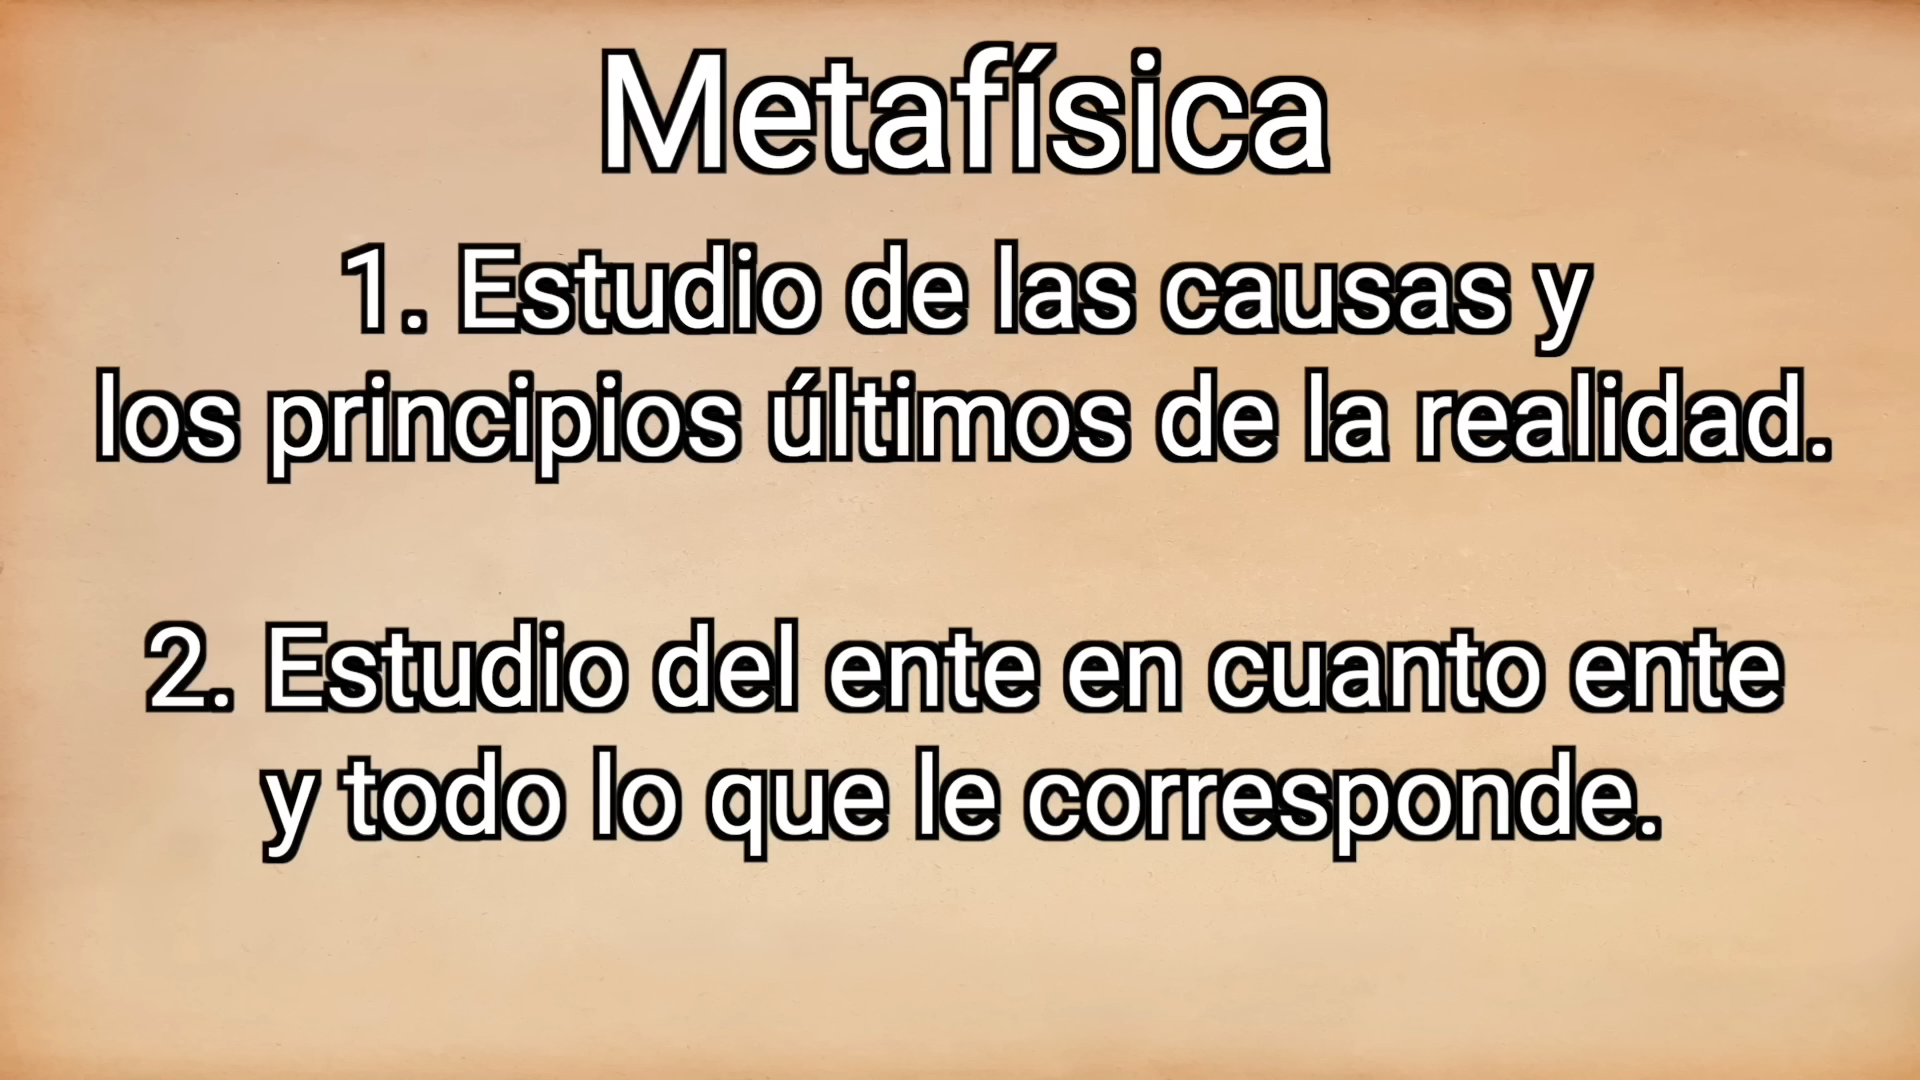 Metafísica
1. Estudio de las causas y
los principios últimos de la realidad.
2. Estudio del ente en cuanto ente
y todo lo que le corresponde.